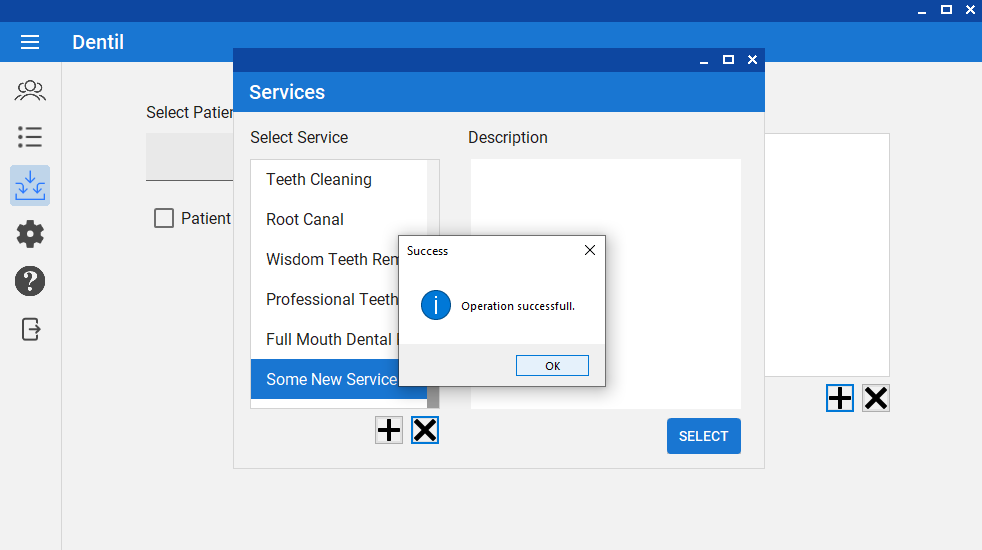 Dentil
Services
Select Patien
Select Service
Description
Teeth Cleaning
Root Canal
Wisdom Teeth Rem
Professional Teeth
Full Mouth Dental
Some New Service
Patient
Success
Operation successfull.
OK
SELECT